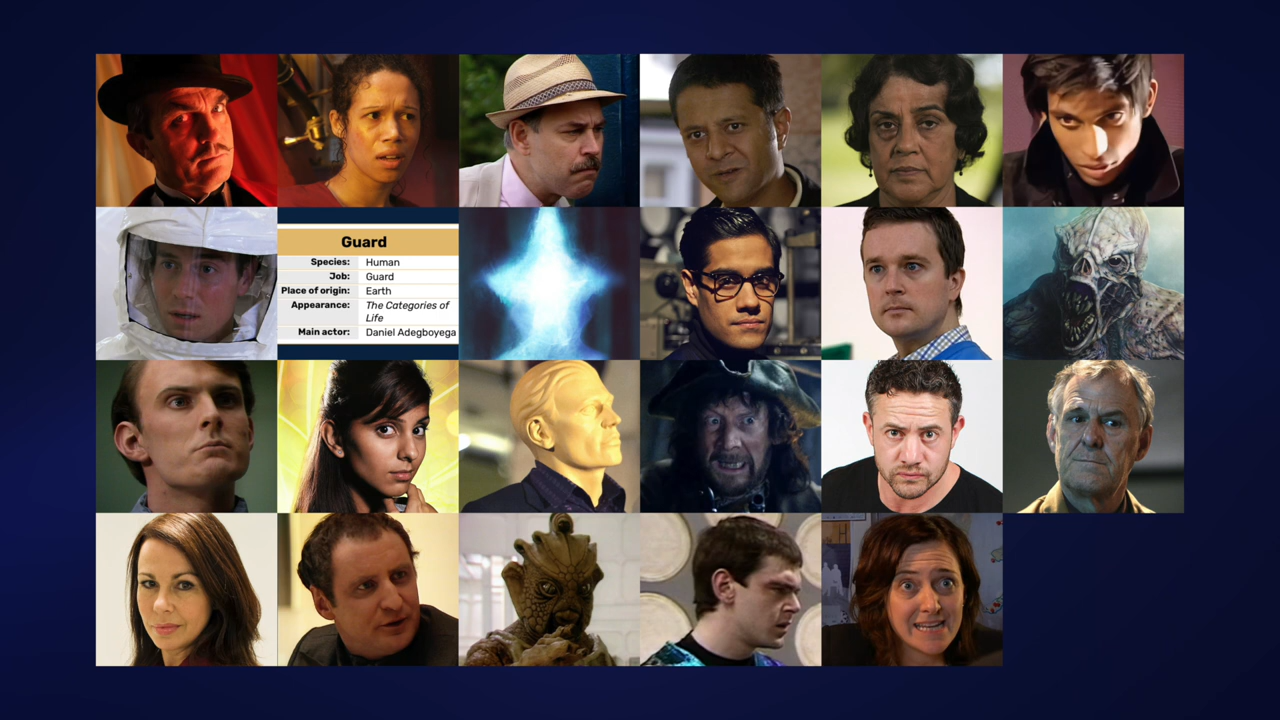 Guard
Species: Human
Job: Guard
Place of origin: Earth
Appearance: The Categories of
Life
Main actor: Daniel Adegboyega